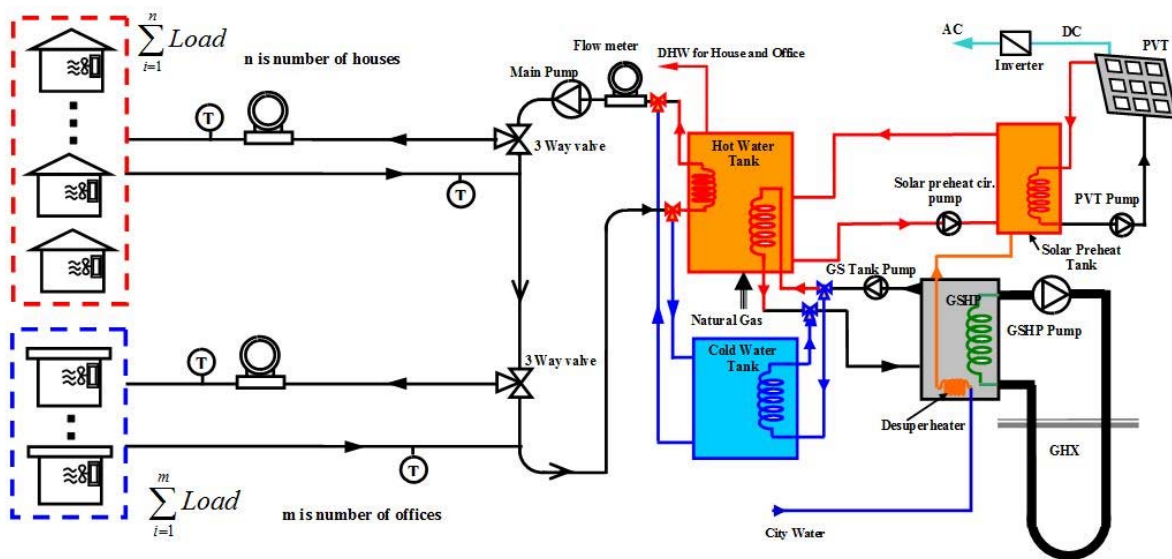 n
∑ Load
i=1
n is number of houses
T
T
3 Way valve
Main Pump
Flow meter
DHW for House and Office
Hot Water
Tank
AC
DC
Inverter
PVT
Solar preheat cir.
pump
PVT Pump
Solar Preheat
Tank
GS Tank Pump
GSHP
GSHP Pump
Natural Gas
Cold Water
Tank
3 Way valve
T
T
Desuperheater
GHX
m
∑ Load
i=1
m is number of offices
City Water